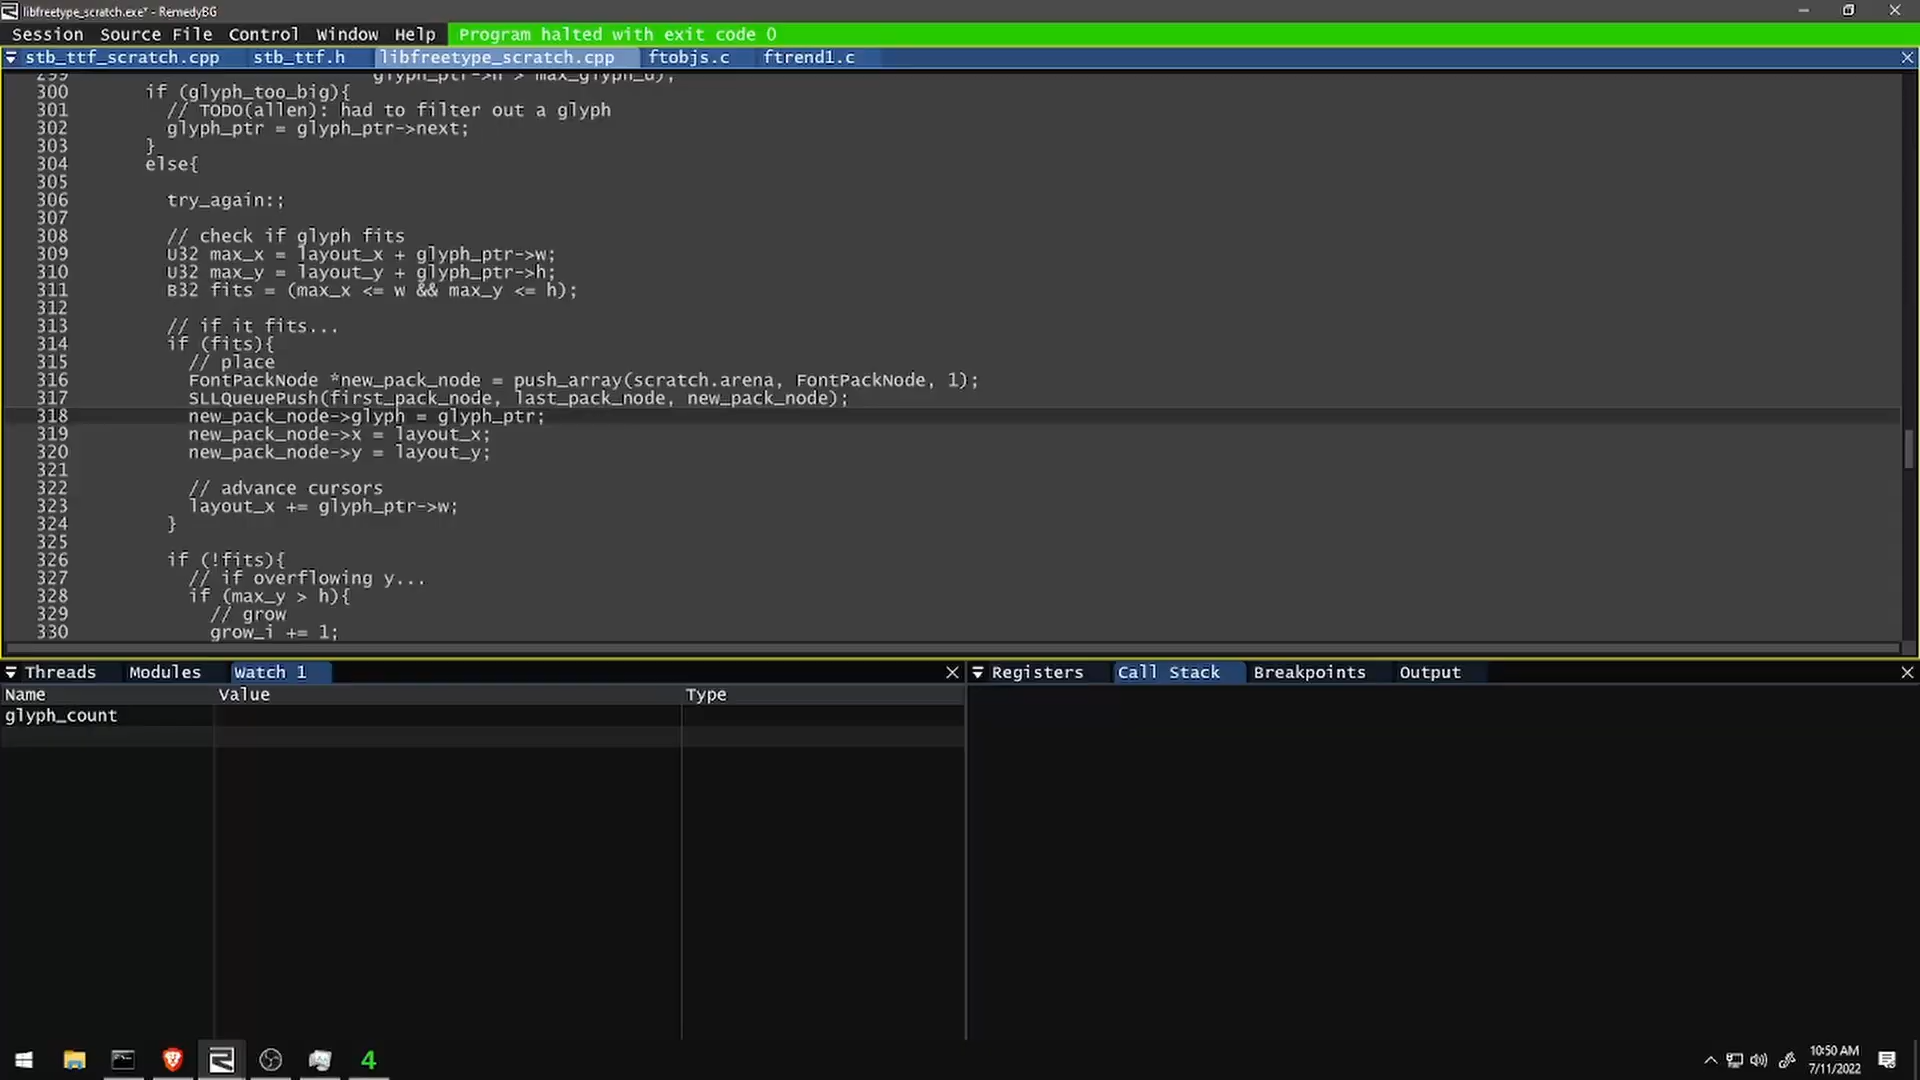 libfreetype_scratch.exe* - RemedyBG
Session Source File Control Window Help Program halted with exit code 0
stb_ttf_scratch.cpp stb_ttf.h libfreetype_scratch.cpp ftobjs.c ftrend1.c
299 glyph_ptr->h > max_glyph_d);
300 if (glyph_too_big){
301 // TODO(allen): had to filter out a glyph
302 glyph_ptr = glyph_ptr->next;
303 }
304 else{
305
306 try_again:;
307
308 // check if glyph fits
309 U32 max_x = layout_x + glyph_ptr->w;
310 U32 max_y = layout_y + glyph_ptr->h;
311 B32 fits = (max_x <= w && max_y <= h);
312
313 // if it fits...
314 if (fits){
315 // place
316 FontPackNode *new_pack_node = push_array(scratch.arena, FontPackNode, 1);
317 SLLQueuePush(first_pack_node, last_pack_node, new_pack_node);
318 new_pack_node->glyph = glyph_ptr;
319 new_pack_node->x = layout_x;
320 new_pack_node->y = layout_y;
321
322 // advance cursors
323 layout_x += glyph_ptr->w;
324 }
325
326 if (!fits){
327 // if overflowing y...
328 if (max_y > h){
329 // grow
330 grow_i += 1;
Threads Modules Watch 1
Name Value Type
glyph_count
Registers Call Stack Breakpoints Output
4
10:50 AM
7/11/2022